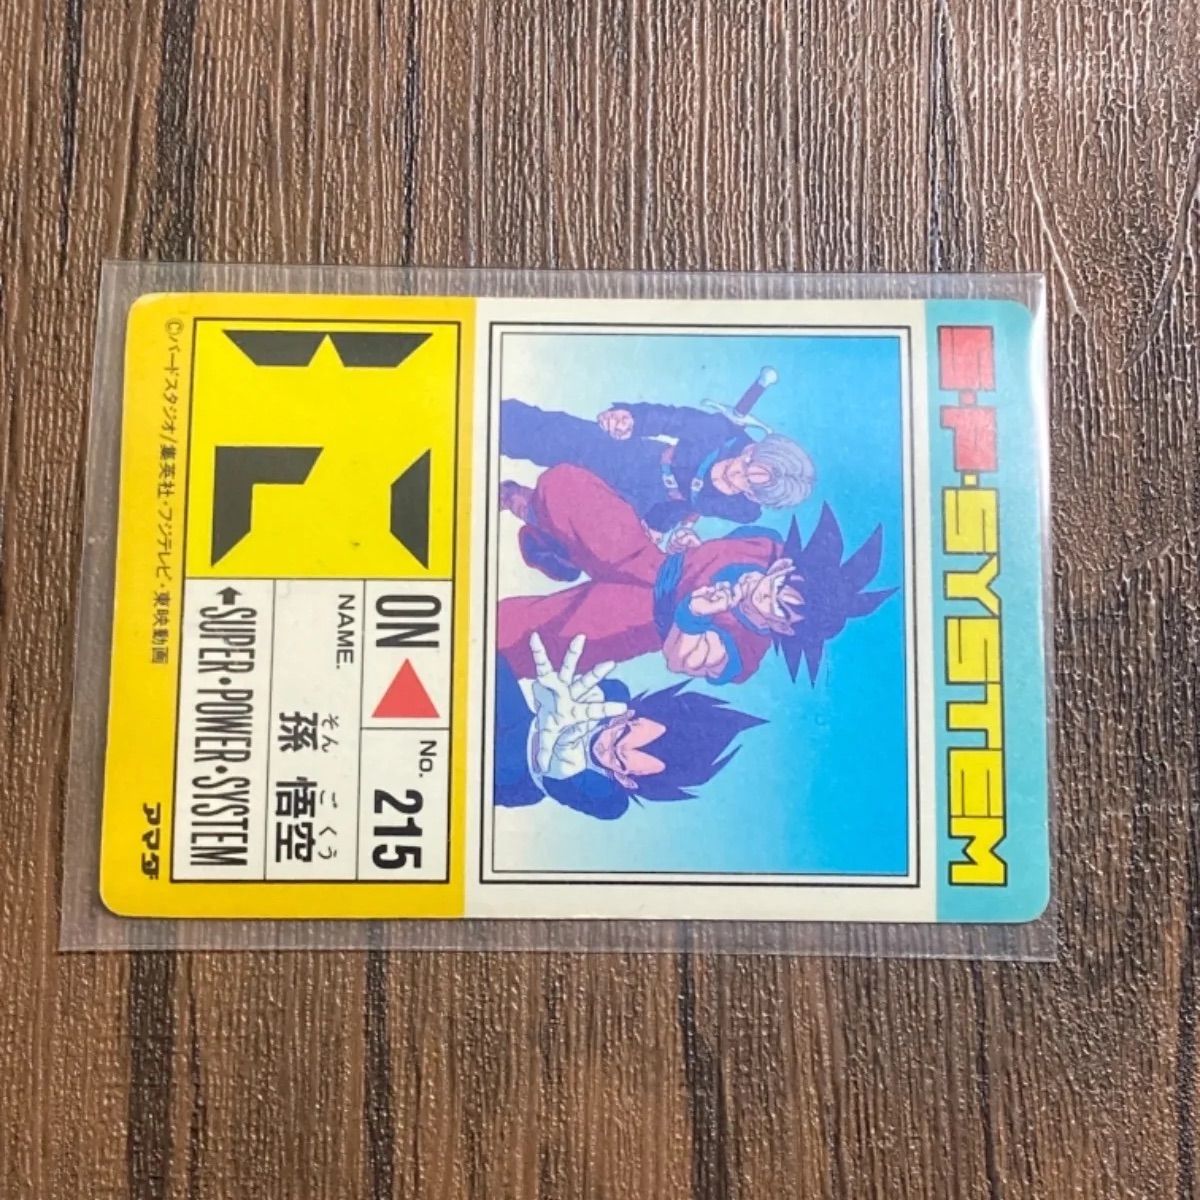 S·P·SYSTEM
ON
No. 215
NAME.
そん ご くう
孫 悟空
SUPER·POWER·SYSTEM
アマダ
©バードスタジオ/集英社・フジテレビ・東映動画